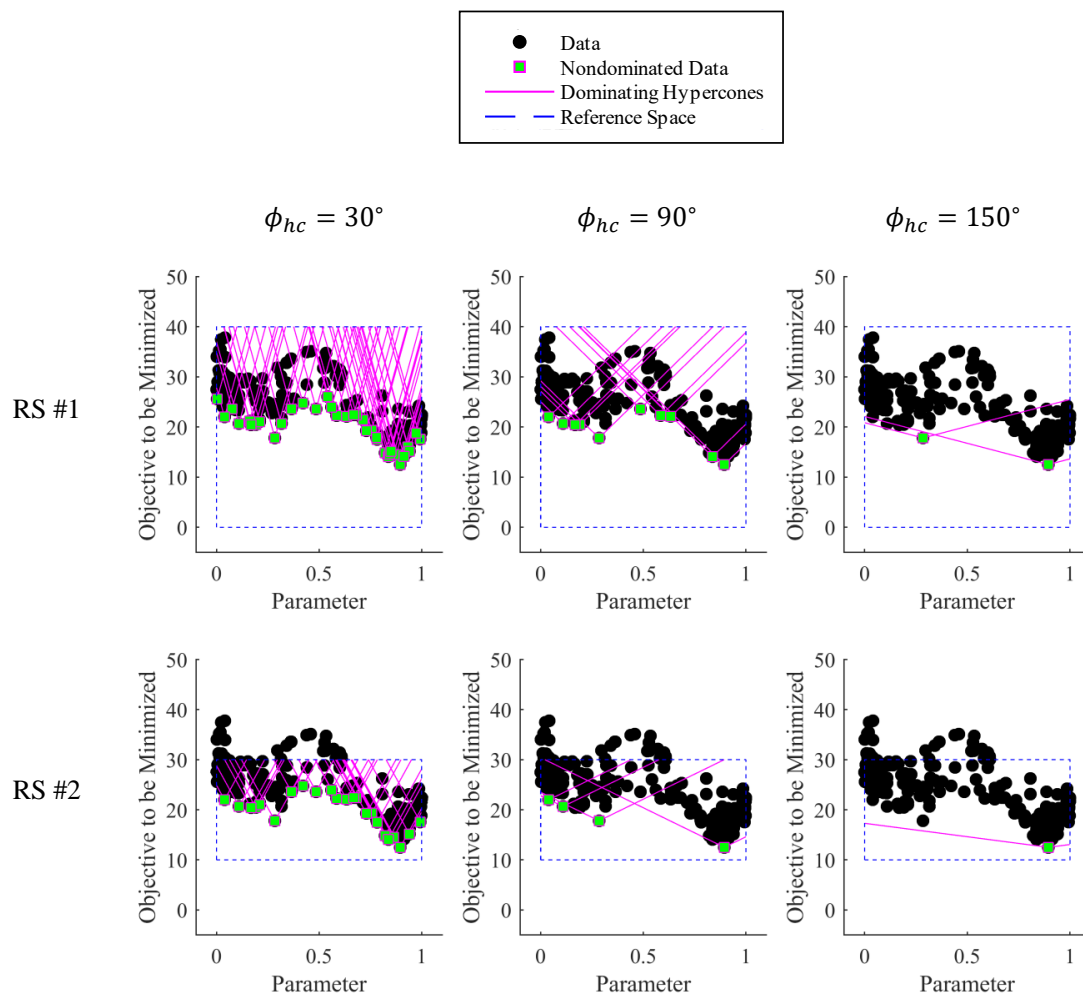 Data
Nondominated Data
Dominating Hypercones
Reference Space
ϕhc = 30° ϕhc = 90° ϕhc = 150°
RS #1
Objective to be Minimized
50
40
30
20
10
0
0 0.5 1
Parameter
Objective to be Minimized
50
40
30
20
10
0
0 0.5 1
Parameter
Objective to be Minimized
50
40
30
20
10
0
0 0.5 1
Parameter
RS #2
Objective to be Minimized
50
40
30
20
10
0
0 0.5 1
Parameter
Objective to be Minimized
50
40
30
20
10
0
0 0.5 1
Parameter
Objective to be Minimized
50
40
30
20
10
0
0 0.5 1
Parameter